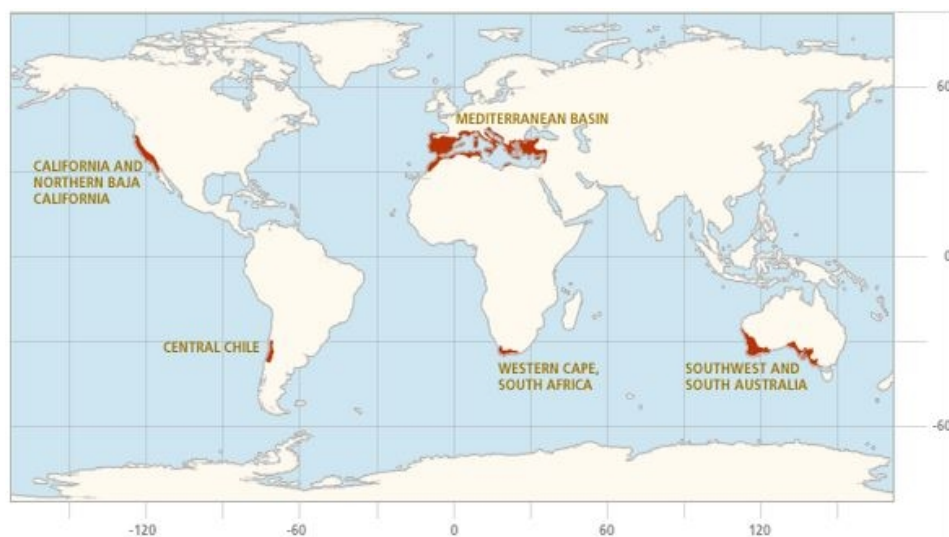 60
MEDITERRANEAN BASIN
CALIFORNIA AND
NORTHERN BAJA
CALIFORNIA
0
CENTRAL CHILE
WESTERN CAPE,
SOUTH AFRICA
SOUTHWEST AND
SOUTH AUSTRALIA
-60
-120
-60
0
60
120